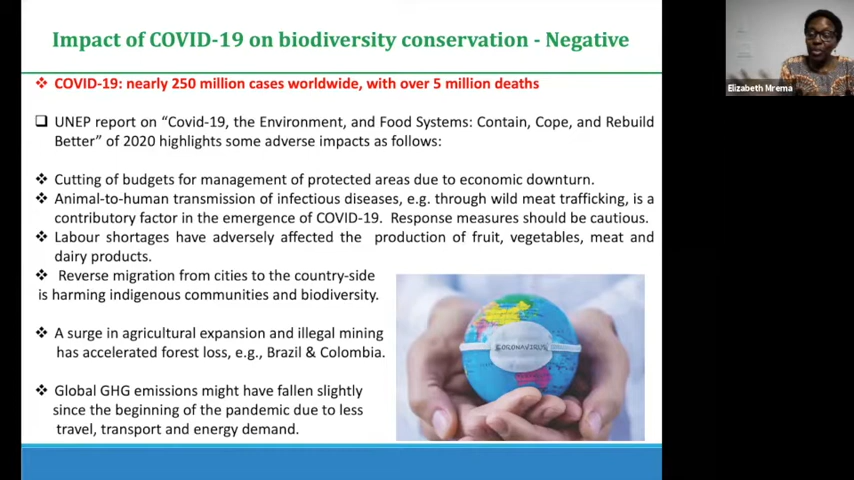 Impact of COVID-19 on biodiversity conservation - Negative
❖ COVID-19: nearly 250 million cases worldwide, with over 5 million deaths
❑ UNEP report on “Covid-19, the Environment, and Food Systems: Contain, Cope, and Rebuild
Better” of 2020 highlights some adverse impacts as follows:
❖ Cutting of budgets for management of protected areas due to economic downturn.
❖ Animal-to-human transmission of infectious diseases, e.g. through wild meat trafficking, is a
contributory factor in the emergence of COVID-19. Response measures should be cautious.
❖ Labour shortages have adversely affected the production of fruit, vegetables, meat and
dairy products.
❖ Reverse migration from cities to the country-side
is harming indigenous communities and biodiversity.
❖ A surge in agricultural expansion and illegal mining
has accelerated forest loss, e.g., Brazil & Colombia.
❖ Global GHG emissions might have fallen slightly
since the beginning of the pandemic due to less
travel, transport and energy demand.
CORONAVIRUS
Elizabeth Mrema